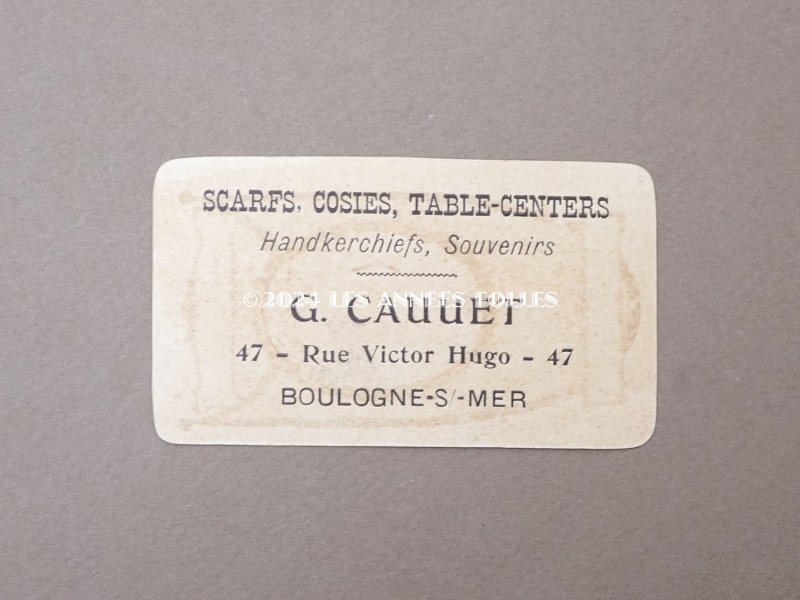 SCARFS, COSIES, TABLE-CENTERS
Handkerchiefs, Souvenirs
©2024 LES ANNEES FOLLES
G. CAUUET
47 - Rue Victor Hugo - 47
BOULOGNE-S/-MER